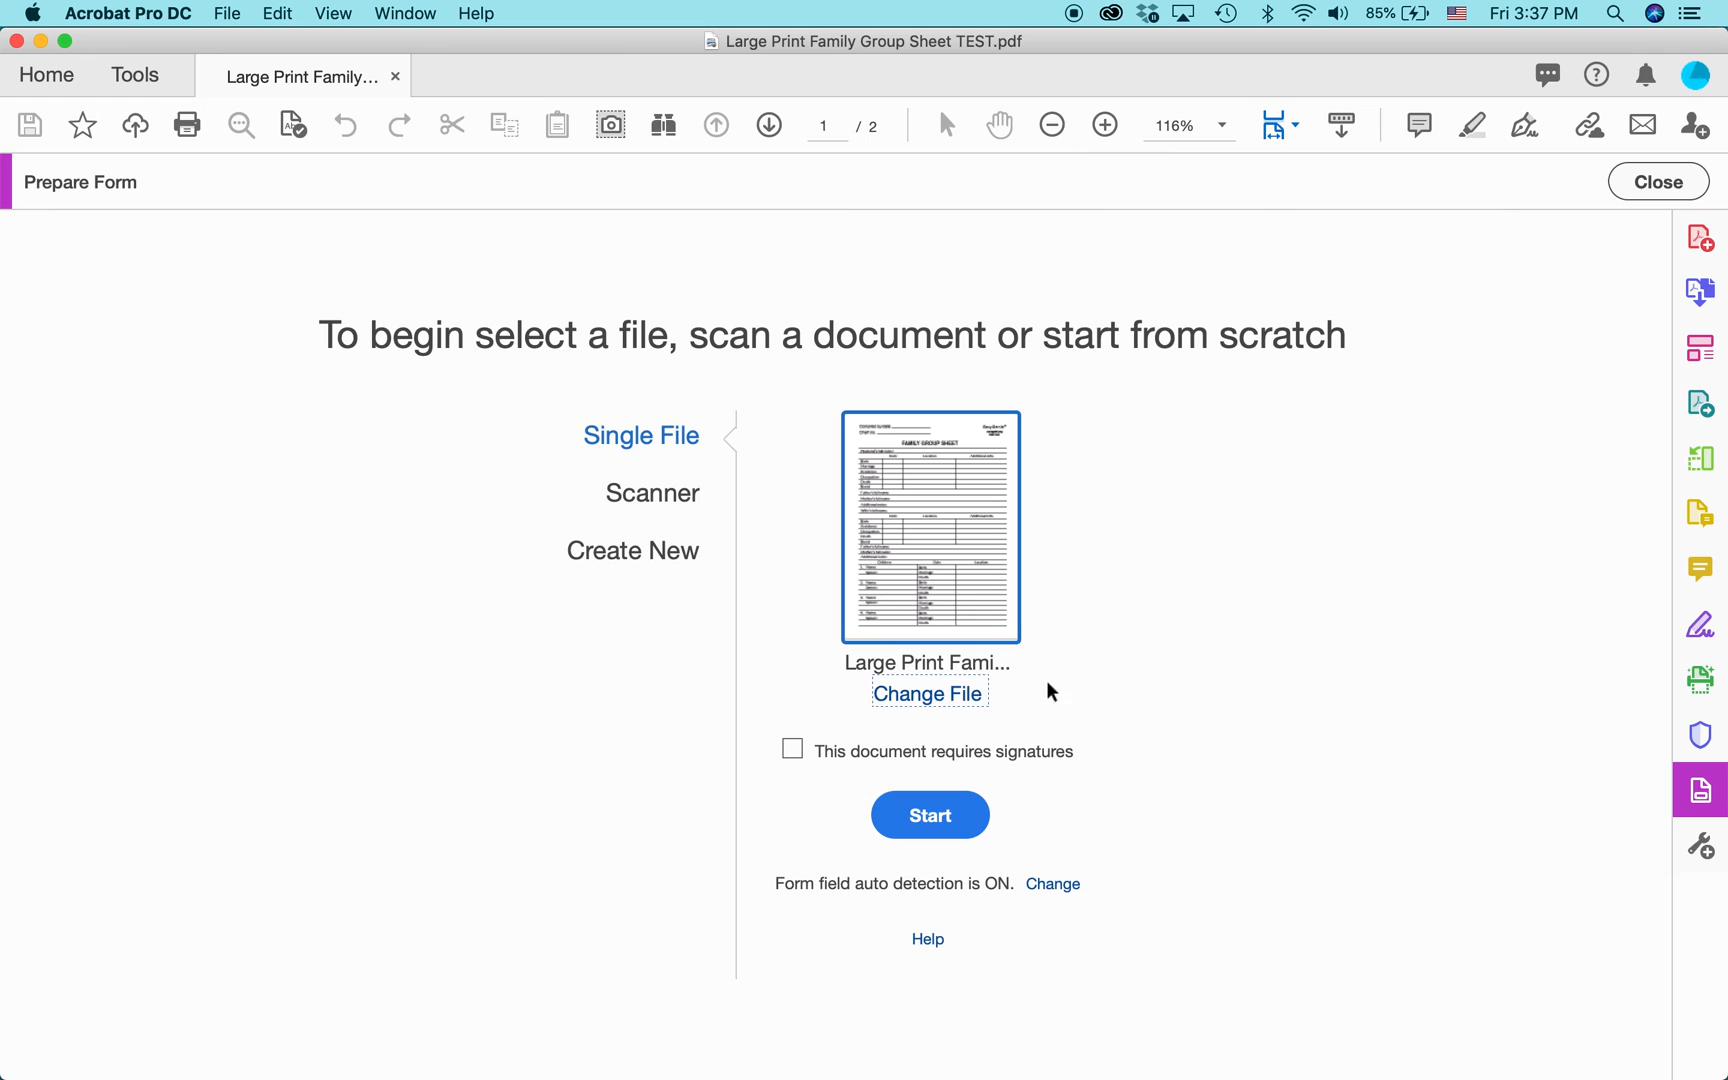 Acrobat Pro DC File Edit View Window Help 85% Fri 3:37 PM
Large Print Family Group Sheet TEST.pdf
Home Tools Large Print Family... ×
1 / 2 116%
Prepare Form Close
To begin select a file, scan a document or start from scratch
Single File
Scanner
Create New
FAMILY GROUP SHEET
Large Print Fami...
Change File
This document requires signatures
Start
Form field auto detection is ON. Change
Help